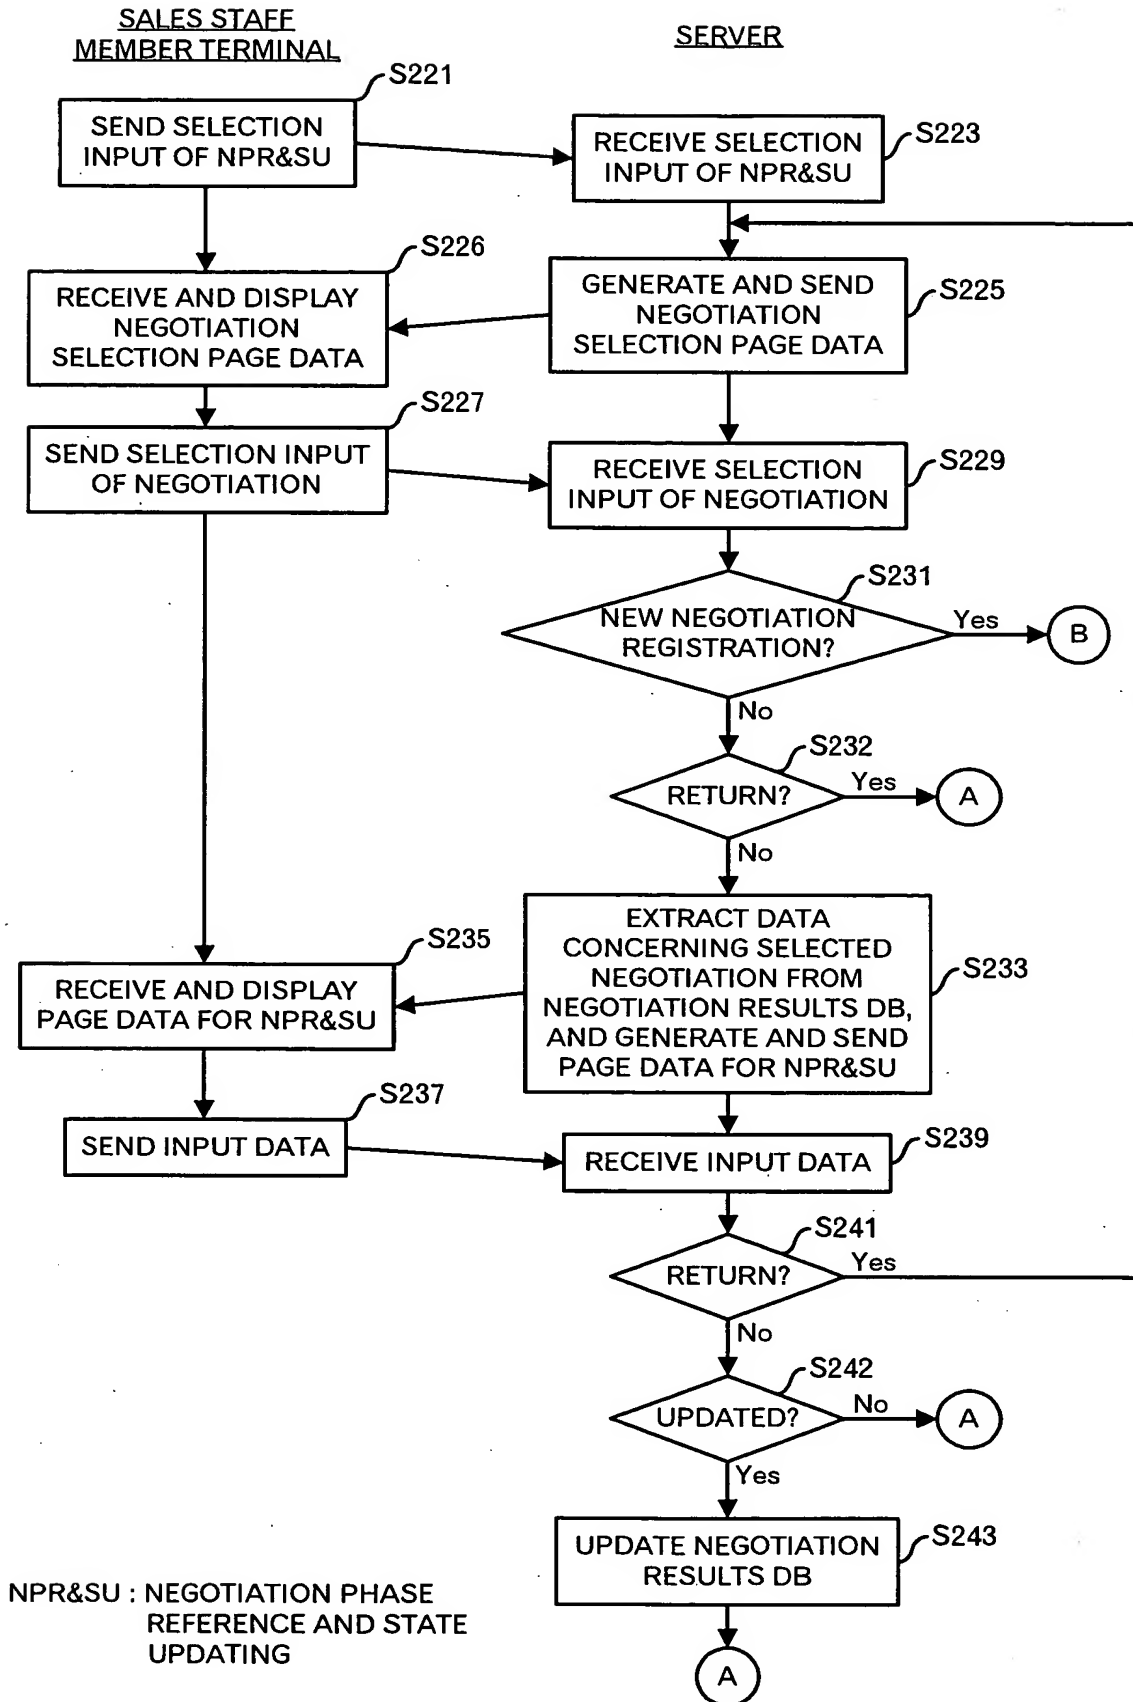 SALES STAFF
MEMBER TERMINAL
SERVER
S221
SEND SELECTION
INPUT OF NPR&SU
S223
RECEIVE SELECTION
INPUT OF NPR&SU
S226
RECEIVE AND DISPLAY
NEGOTIATION
SELECTION PAGE DATA
S225
GENERATE AND SEND
NEGOTIATION
SELECTION PAGE DATA
S227
SEND SELECTION INPUT
OF NEGOTIATION
S229
RECEIVE SELECTION
INPUT OF NEGOTIATION
S231
NEW NEGOTIATION
REGISTRATION?
Yes
B
No
S232
RETURN?
Yes
A
No
S233
EXTRACT DATA
CONCERNING SELECTED
NEGOTIATION FROM
NEGOTIATION RESULTS DB,
AND GENERATE AND SEND
PAGE DATA FOR NPR&SU
S235
RECEIVE AND DISPLAY
PAGE DATA FOR NPR&SU
S237
SEND INPUT DATA
S239
RECEIVE INPUT DATA
S241
RETURN?
Yes
No
S242
UPDATED?
No
A
Yes
S243
UPDATE NEGOTIATION
RESULTS DB
A
NPR&SU : NEGOTIATION PHASE
REFERENCE AND STATE
UPDATING